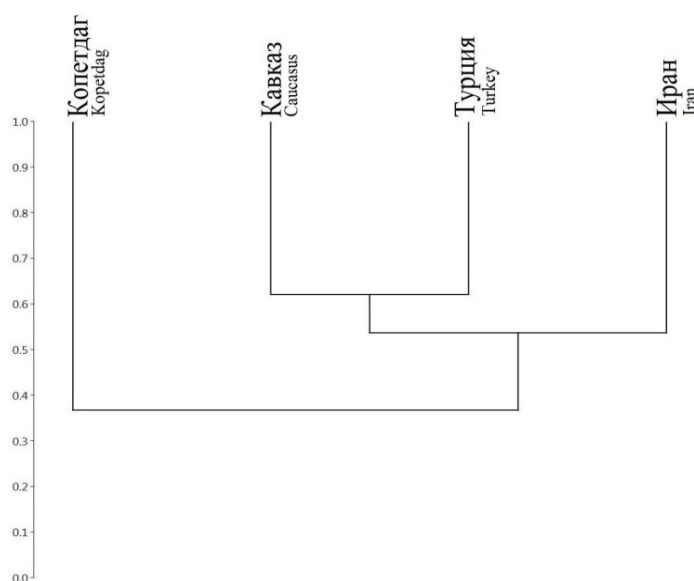 Копетдаг
Kopetdag
Кавказ
Caucasus
Турция
Turkey
Иран
Iran
1.0
0.9
0.8
0.7
0.6
0.5
0.4
0.3
0.2
0.1
0.0